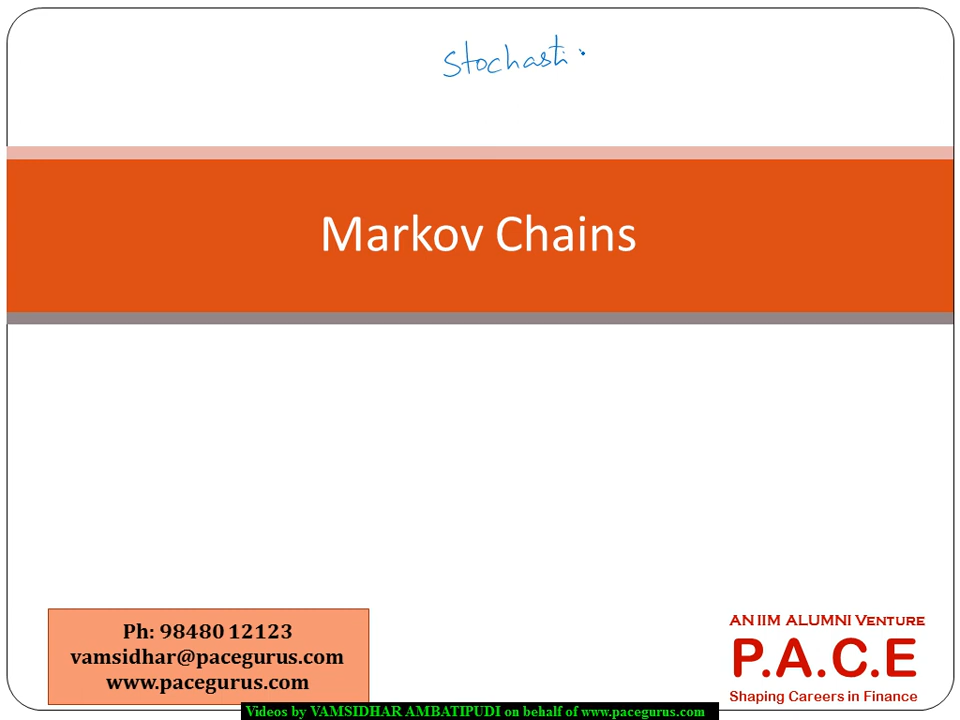 Stochasti
Markov Chains
Ph: 98480 12123
vamsidhar@pacegurus.com
www.pacegurus.com
AN IIM ALUMNI VENTURE
P.A.C.E
Shaping Careers in Finance
Videos by VAMSIDHAR AMBATIPUDI on behalf of www.pacegurus.com